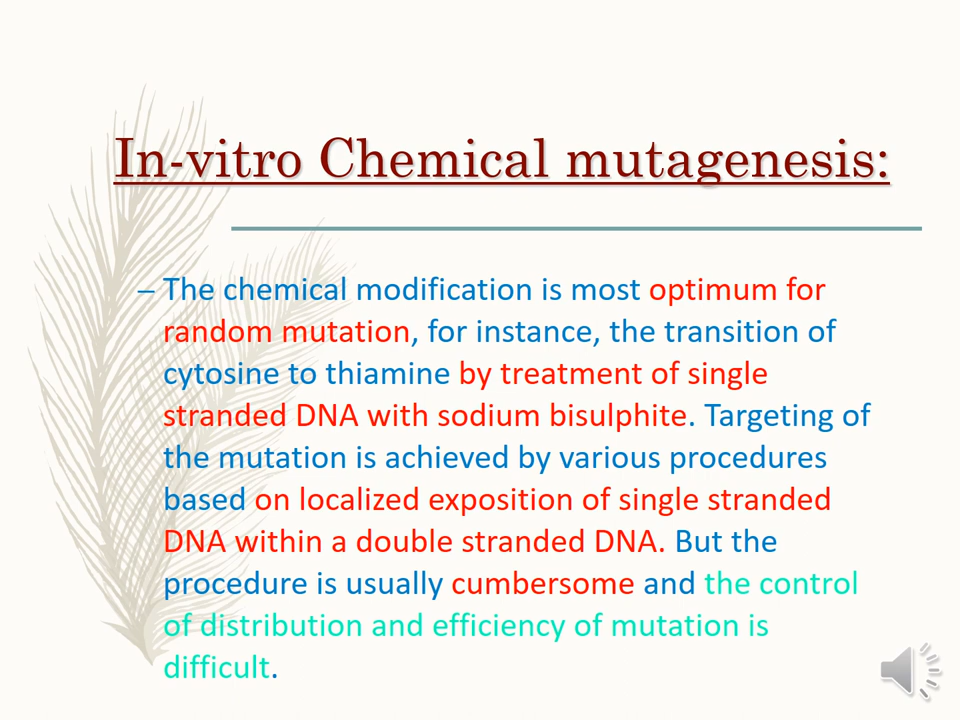 In-vitro Chemical mutagenesis:
– The chemical modification is most optimum for
random mutation, for instance, the transition of
cytosine to thiamine by treatment of single
stranded DNA with sodium bisulphite. Targeting of
the mutation is achieved by various procedures
based on localized exposition of single stranded
DNA within a double stranded DNA. But the
procedure is usually cumbersome and the control
of distribution and efficiency of mutation is
difficult.